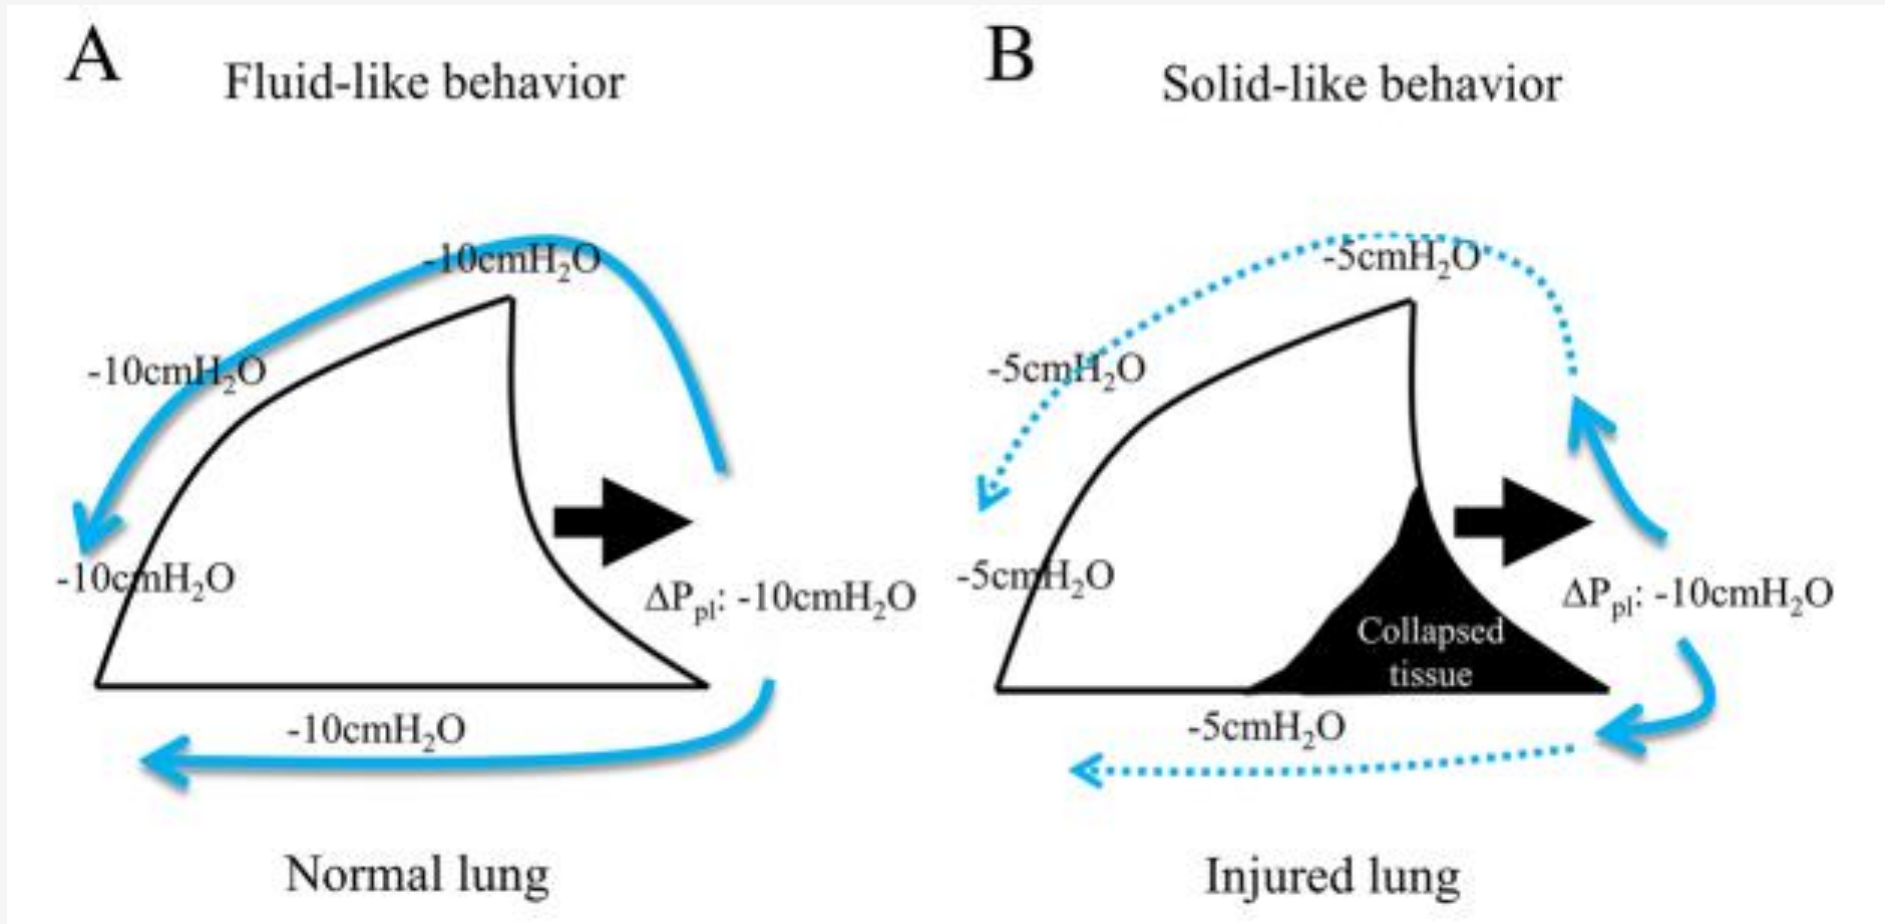 A
Fluid-like behavior
-10cmH₂O
-10cmH₂O
-10cmH₂O
ΔPpl: -10cmH₂O
-10cmH₂O
Normal lung
B
Solid-like behavior
-5cmH₂O
-5cmH₂O
-5cmH₂O
ΔPpl: -10cmH₂O
Collapsed
tissue
-5cmH₂O
Injured lung